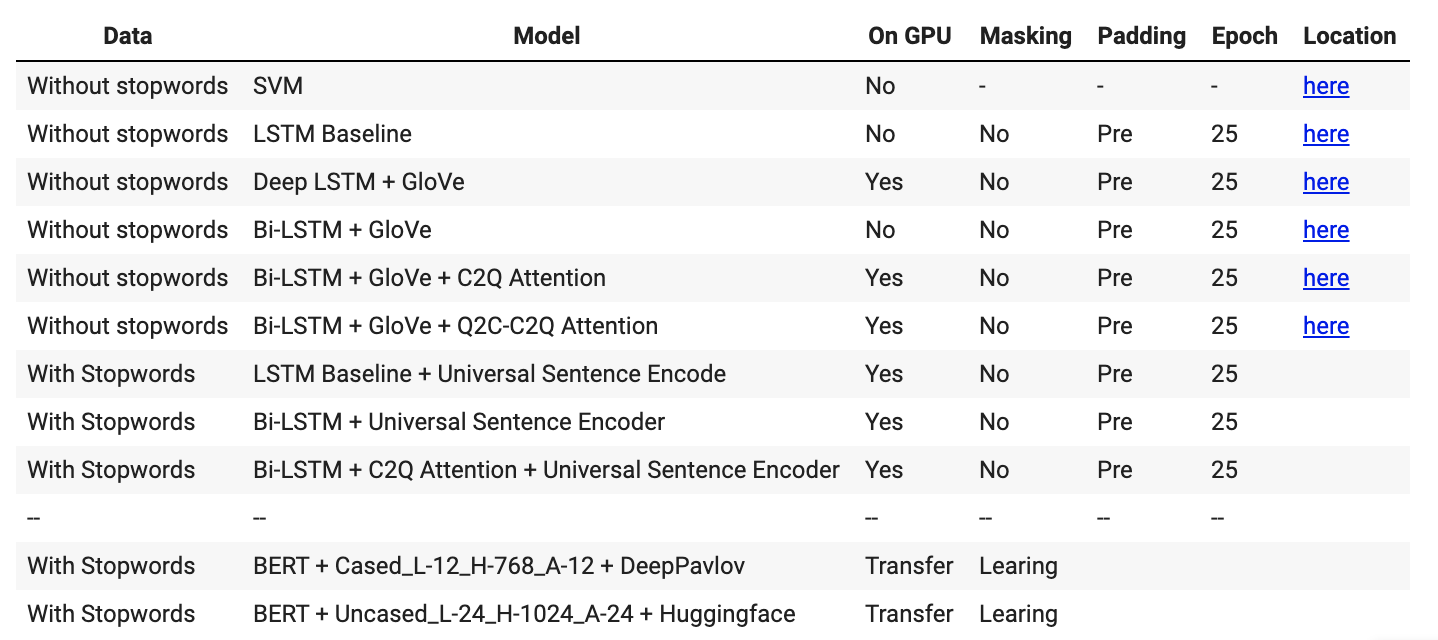 Data Model On GPU Masking Padding Epoch Location
Without stopwords SVM No - - - here
Without stopwords LSTM Baseline No No Pre 25 here
Without stopwords Deep LSTM + GloVe Yes No Pre 25 here
Without stopwords Bi-LSTM + GloVe No No Pre 25 here
Without stopwords Bi-LSTM + GloVe + C2Q Attention Yes No Pre 25 here
Without stopwords Bi-LSTM + GloVe + Q2C-C2Q Attention Yes No Pre 25 here
With Stopwords LSTM Baseline + Universal Sentence Encode Yes No Pre 25
With Stopwords Bi-LSTM + Universal Sentence Encoder Yes No Pre 25
With Stopwords Bi-LSTM + C2Q Attention + Universal Sentence Encoder Yes No Pre 25
-- -- -- -- -- --
With Stopwords BERT + Cased_L-12_H-768_A-12 + DeepPavlov Transfer Learing
With Stopwords BERT + Uncased_L-24_H-1024_A-24 + Huggingface Transfer Learing